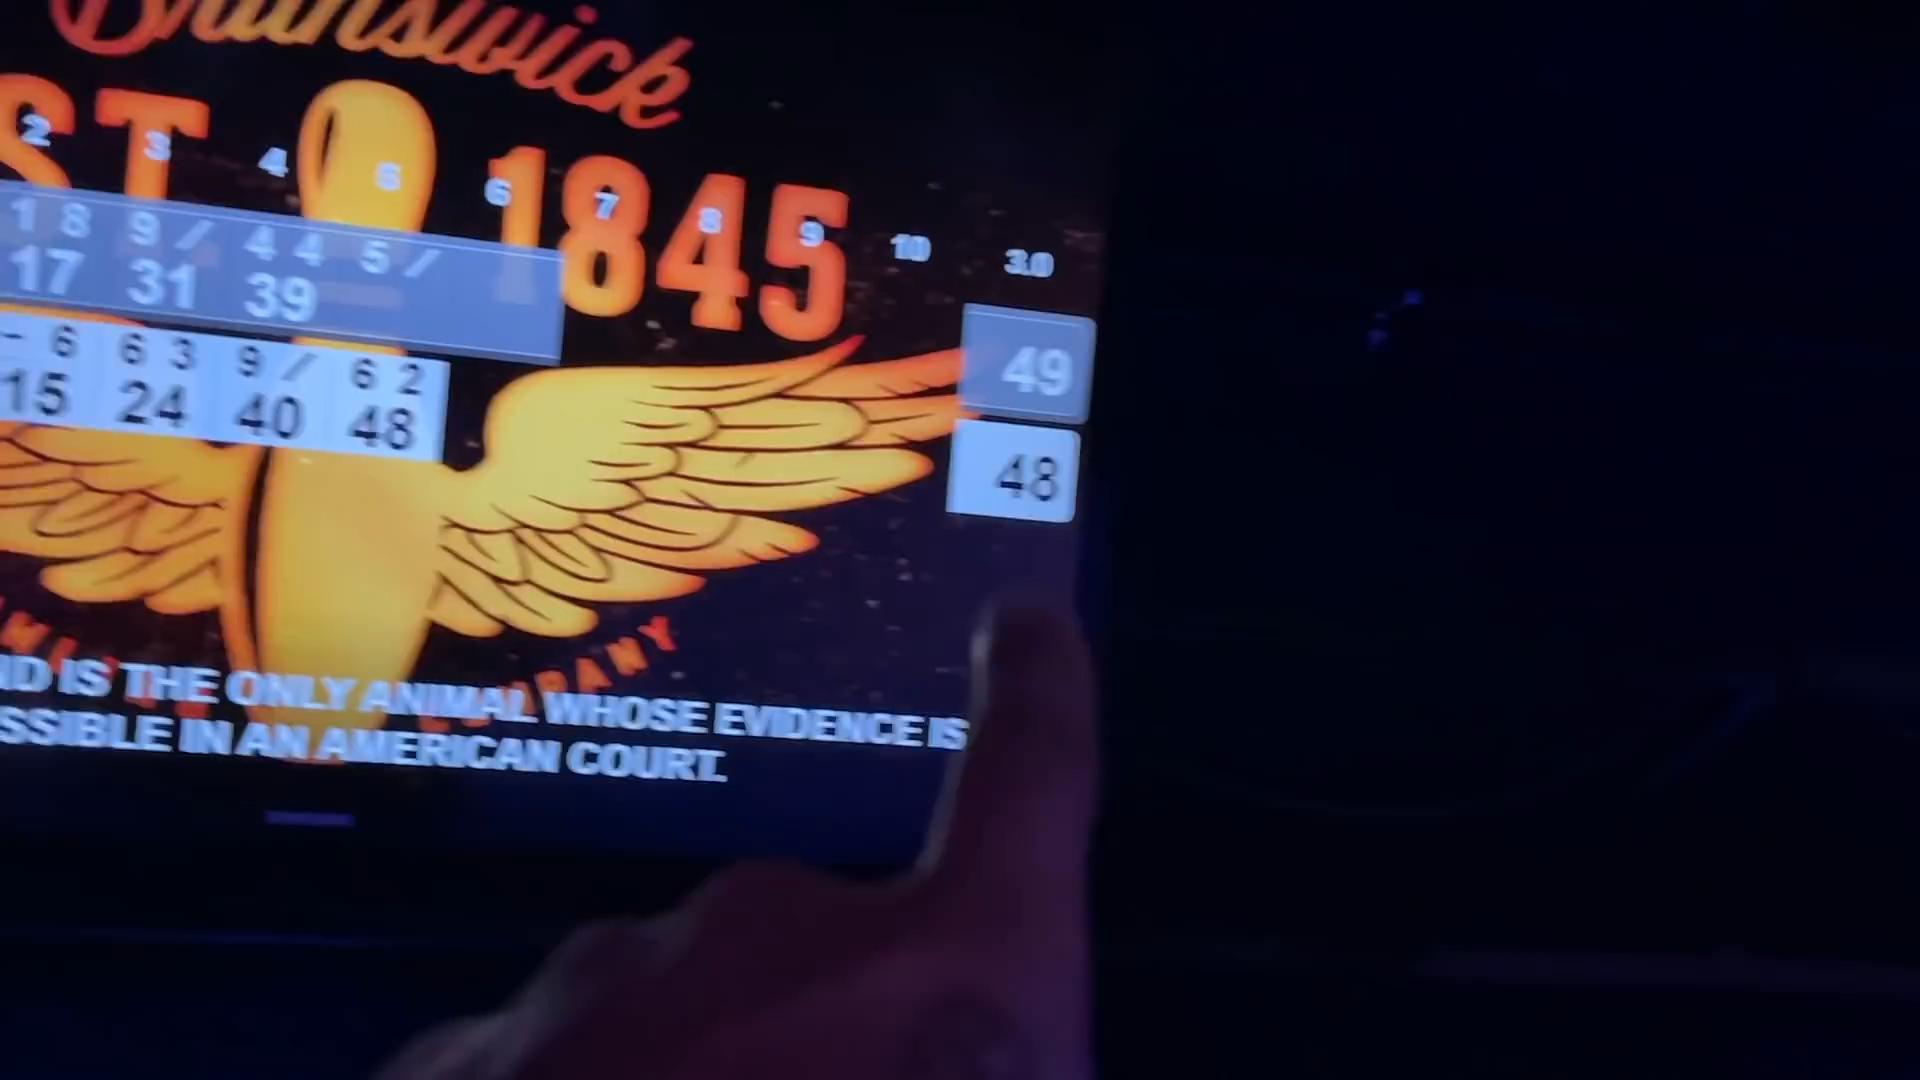 Brunswick
ST 1845
2 3 4 5 6 7 8 9 10 3.0
1 8 9 / 4 4 5 /
17 31 39 49
- 6 6 3 9 / 6 2
15 24 40 48 48
IS THE ONLY ANIMAL WHOSE EVIDENCE IS
SSIBLE IN AN AMERICAN COURT.